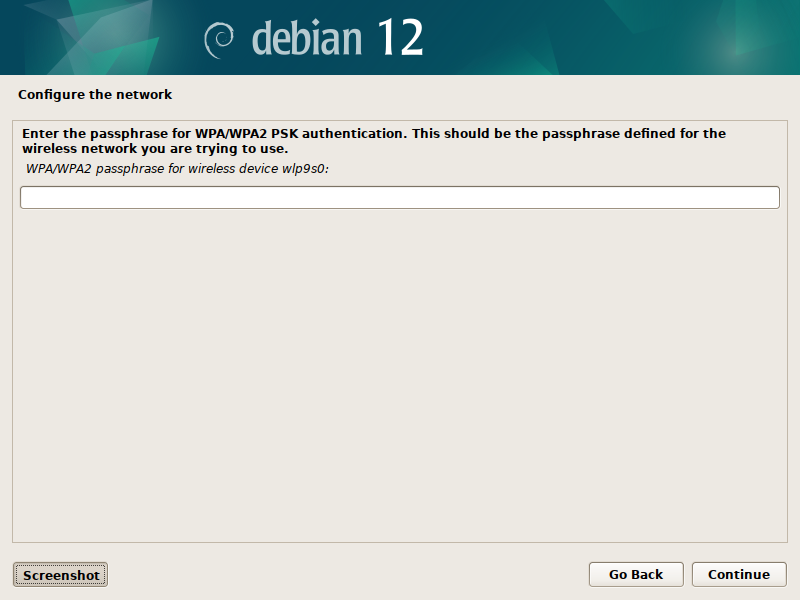 debian 12
Configure the network
Enter the passphrase for WPA/WPA2 PSK authentication. This should be the passphrase defined for the
wireless network you are trying to use.
WPA/WPA2 passphrase for wireless device wlp9s0:
Screenshot
Go Back
Continue